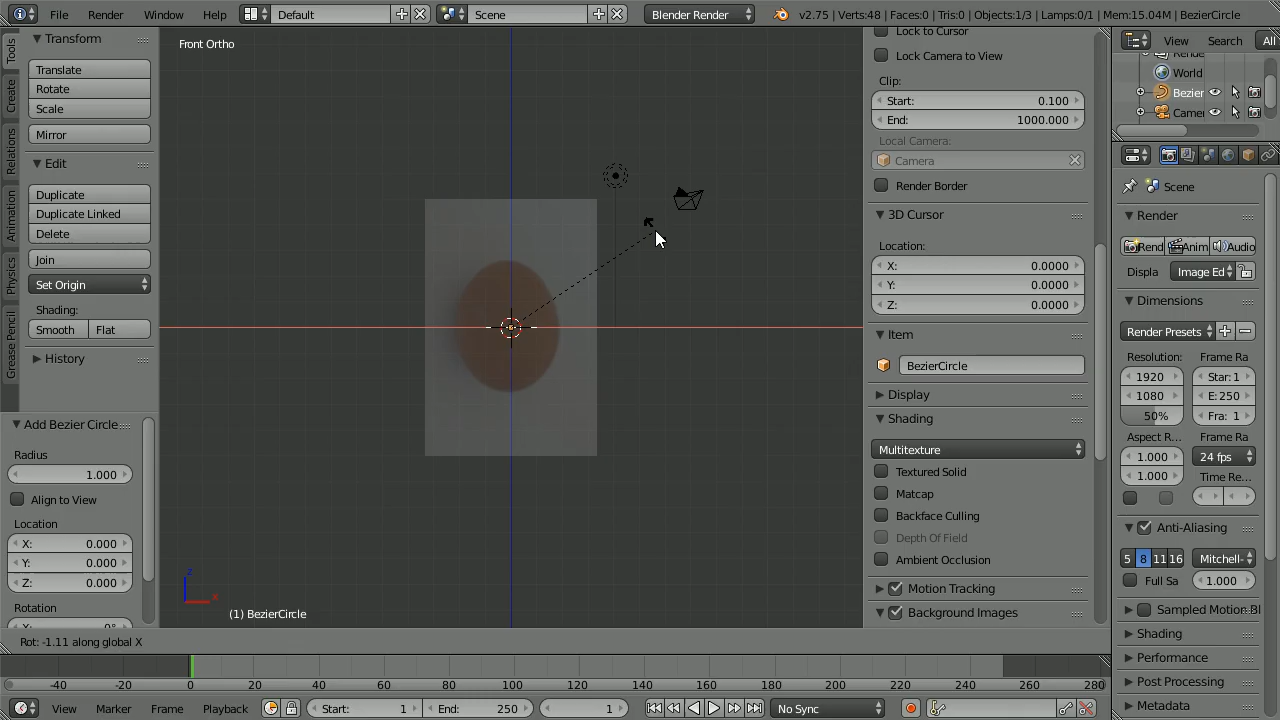 File Render Window Help Default Scene Blender Render v2.75 | Verts:48 | Faces:0 | Tris:0 | Objects:1/3 | Lamps:0/1 | Mem:15.04M | BezierCircle
Tools
Create
Relations
Animation
Physics
Grease Pencil
Transform
Translate
Rotate
Scale
Mirror
Edit
Duplicate
Duplicate Linked
Delete
Join
Set Origin
Shading:
Smooth Flat
History
Add Bezier Circle
Radius
1.000
Align to View
Location
X: 0.000
Y: 0.000
Z: 0.000
Rotation
X: 0°
Front Ortho
z
x
(1) BezierCircle
Rot: -1.11 along global X
Lock to Cursor
Lock Camera to View
Clip:
Start: 0.100
End: 1000.000
Local Camera:
Camera
Render Border
3D Cursor
Location:
X: 0.0000
Y: 0.0000
Z: 0.0000
Item
BezierCircle
Display
Shading
Multitexture
Textured Solid
Matcap
Backface Culling
Depth Of Field
Ambient Occlusion
Motion Tracking
Background Images
View Search All
Rende
World
Bezier
Camer
Scene
Render
Rend Anim Audio
Displa Image Ed
Dimensions
Render Presets
Resolution: Frame Ra
1920 Star: 1
1080 E: 250
50% Fra: 1
Aspect R... Frame Ra
1.000 24 fps
1.000 Time Re...
Anti-Aliasing
5 8 11 16 Mitchell-
Full Sa 1.000
Sampled Motion Bl
Shading
Performance
Post Processing
Metadata
-40 -20 0 20 40 60 80 100 120 140 160 180 200 220 240 260 280
View Marker Frame Playback Start: 1 End: 250 1 No Sync